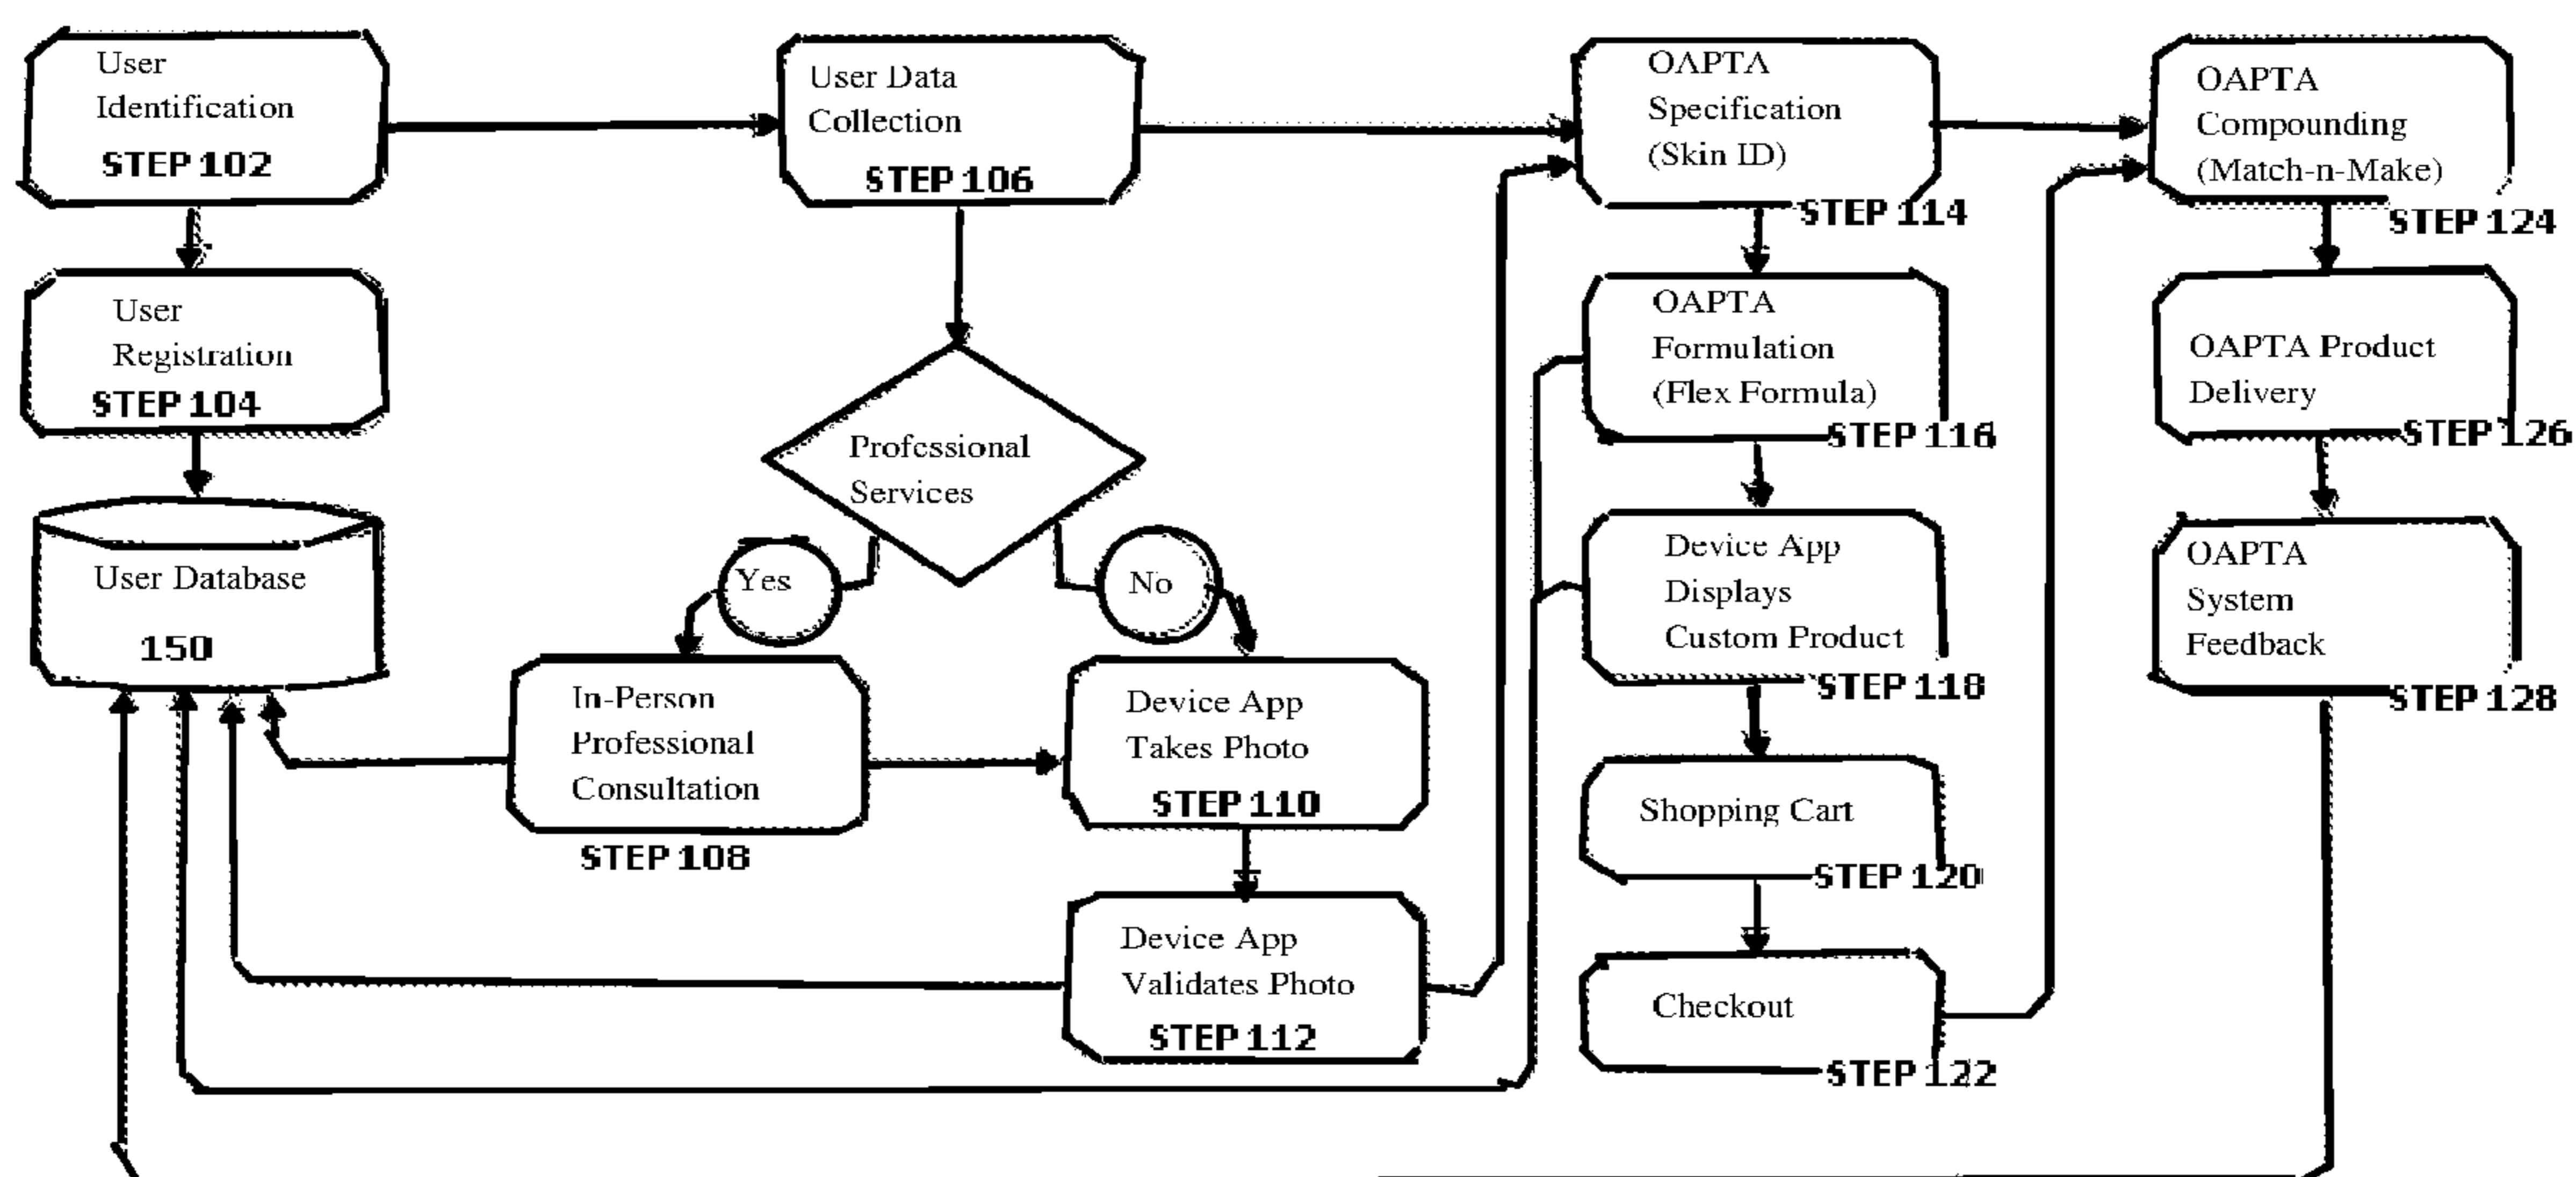 User
Identification
STEP 102
User
Registration
STEP 104
User Database
150
User Data
Collection
STEP 106
Professional
Services
Yes
No
In-Person
Professional
Consultation
STEP 108
Device App
Takes Photo
STEP 110
Device App
Validates Photo
STEP 112
OAPTA
Specification
(Skin ID)
STEP 114
OAPTA
Formulation
(Flex Formula)
STEP 116
Device App
Displays
Custom Product
STEP 118
Shopping Cart
STEP 120
Checkout
STEP 122
OAPTA
Compounding
(Match-n-Make)
STEP 124
OAPTA Product
Delivery
STEP 126
OAPTA
System
Feedback
STEP 128